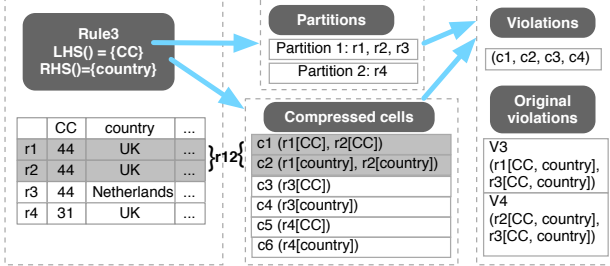 Rule3
LHS() = {CC}
RHS()={country}
CC country ...
r1 44 UK ...
r2 44 UK ...
r3 44 Netherlands ...
r4 31 UK ...
}r12{
Partitions
Partition 1: r1, r2, r3
Partition 2: r4
Compressed cells
c1 (r1[CC], r2[CC])
c2 (r1[country], r2[country])
c3 (r3[CC])
c4 (r3[country])
c5 (r4[CC])
c6 (r4[country])
Violations
(c1, c2, c3, c4)
Original
violations
V3
(r1[CC, country],
r3[CC, country])
V4
(r2[CC, country],
r3[CC, country])